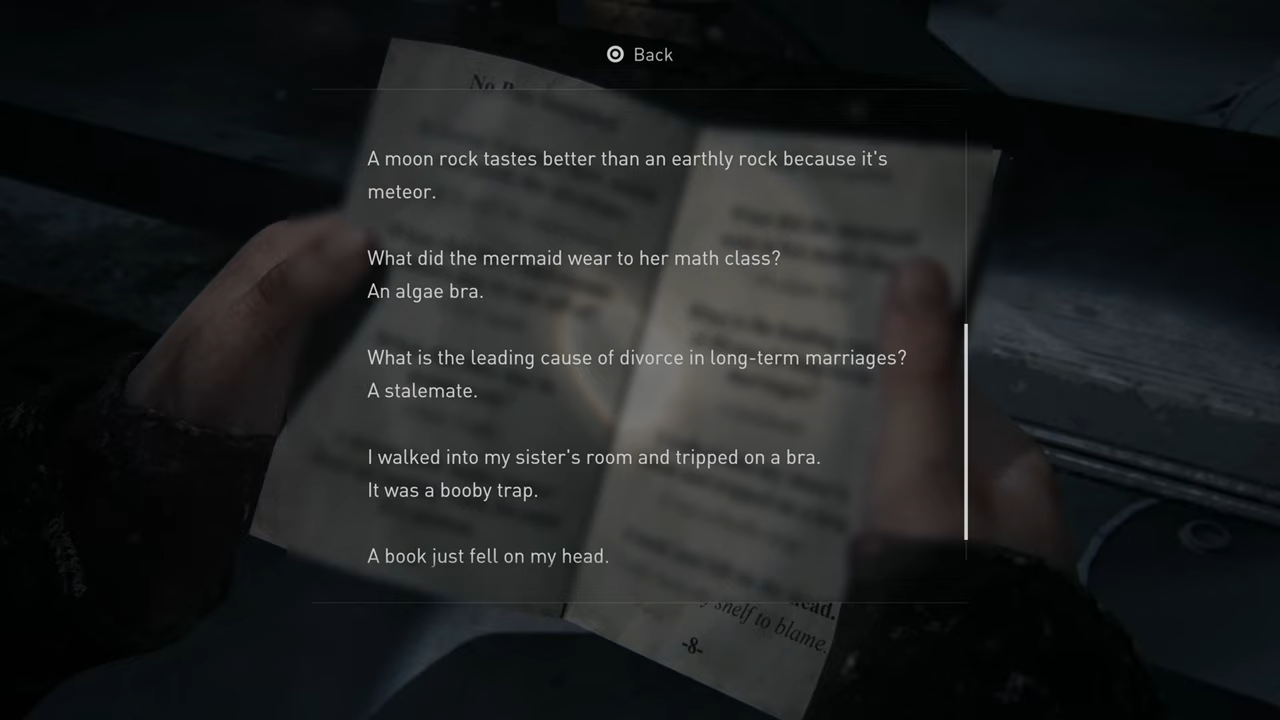 Back
A moon rock tastes better than an earthly rock because it's
meteor.
What did the mermaid wear to her math class?
An algae bra.
What is the leading cause of divorce in long-term marriages?
A stalemate.
I walked into my sister's room and tripped on a bra.
It was a booby trap.
A book just fell on my head.
head.
shelf to blame.
-8-